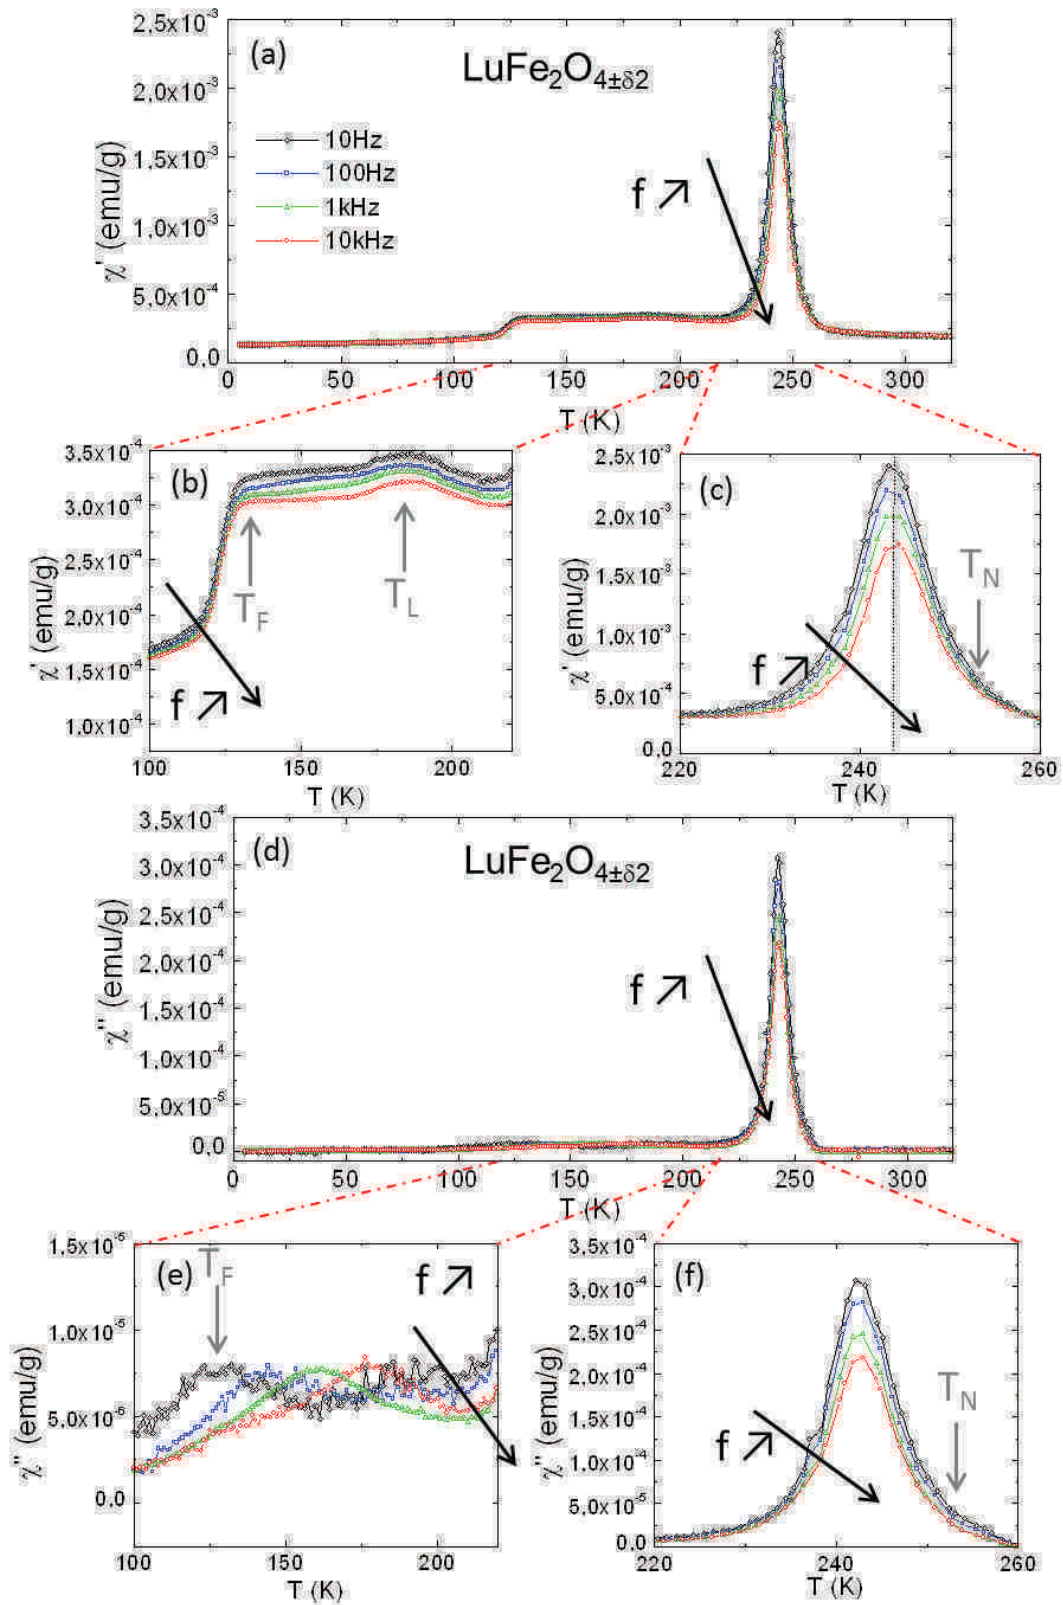 (a)
LuFe2O4±δ2
10Hz
100Hz
1kHz
10kHz
f ↗
χ' (emu/g)
2,5x10-3
2,0x10-3
1,5x10-3
1,0x10-3
5,0x10-4
0,0
0 50 100 150 200 250 300
T (K)
(b)
χ' (emu/g)
3,5x10-4
3,0x10-4
2,5x10-4
2,0x10-4
1,5x10-4
1,0x10-4
TF
TL
f ↗
100 150 200
T (K)
(c)
χ' (emu/g)
2,5x10-3
2,0x10-3
1,5x10-3
1,0x10-3
5,0x10-4
0,0
TN
f ↗
220 240 260
T (K)
(d)
LuFe2O4±δ2
f ↗
χ'' (emu/g)
3,5x10-4
3,0x10-4
2,5x10-4
2,0x10-4
1,5x10-4
1,0x10-4
5,0x10-5
0,0
0 50 100 150 200 250 300
T (K)
(e)
χ'' (emu/g)
1,5x10-5
1,0x10-5
5,0x10-6
0,0
TF
f ↗
100 150 200
T (K)
(f)
χ'' (emu/g)
3,5x10-4
3,0x10-4
2,5x10-4
2,0x10-4
1,5x10-4
1,0x10-4
5,0x10-5
0,0
TN
f ↗
220 240 260
T (K)